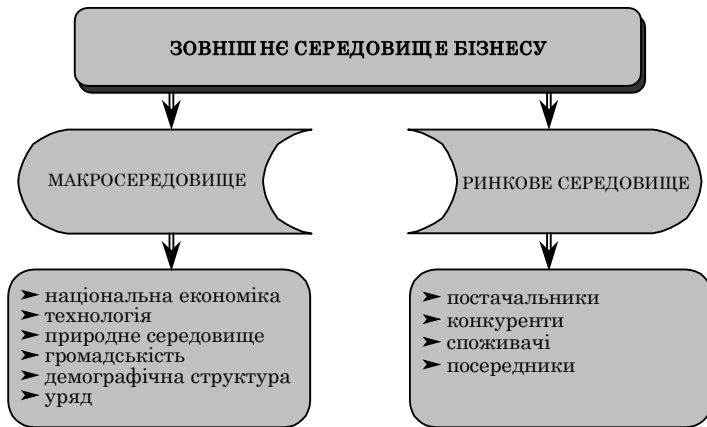 ЗОВНІШНЄ СЕРЕДОВИЩЕ БІЗНЕСУ
МАКРОСЕРЕДОВИЩЕ
РИНКОВЕ СЕРЕДОВИЩЕ
➢ національна економіка
➢ технологія
➢ природне середовище
➢ громадськість
➢ демографічна структура
➢ уряд
➢ постачальники
➢ конкуренти
➢ споживачі
➢ посередники